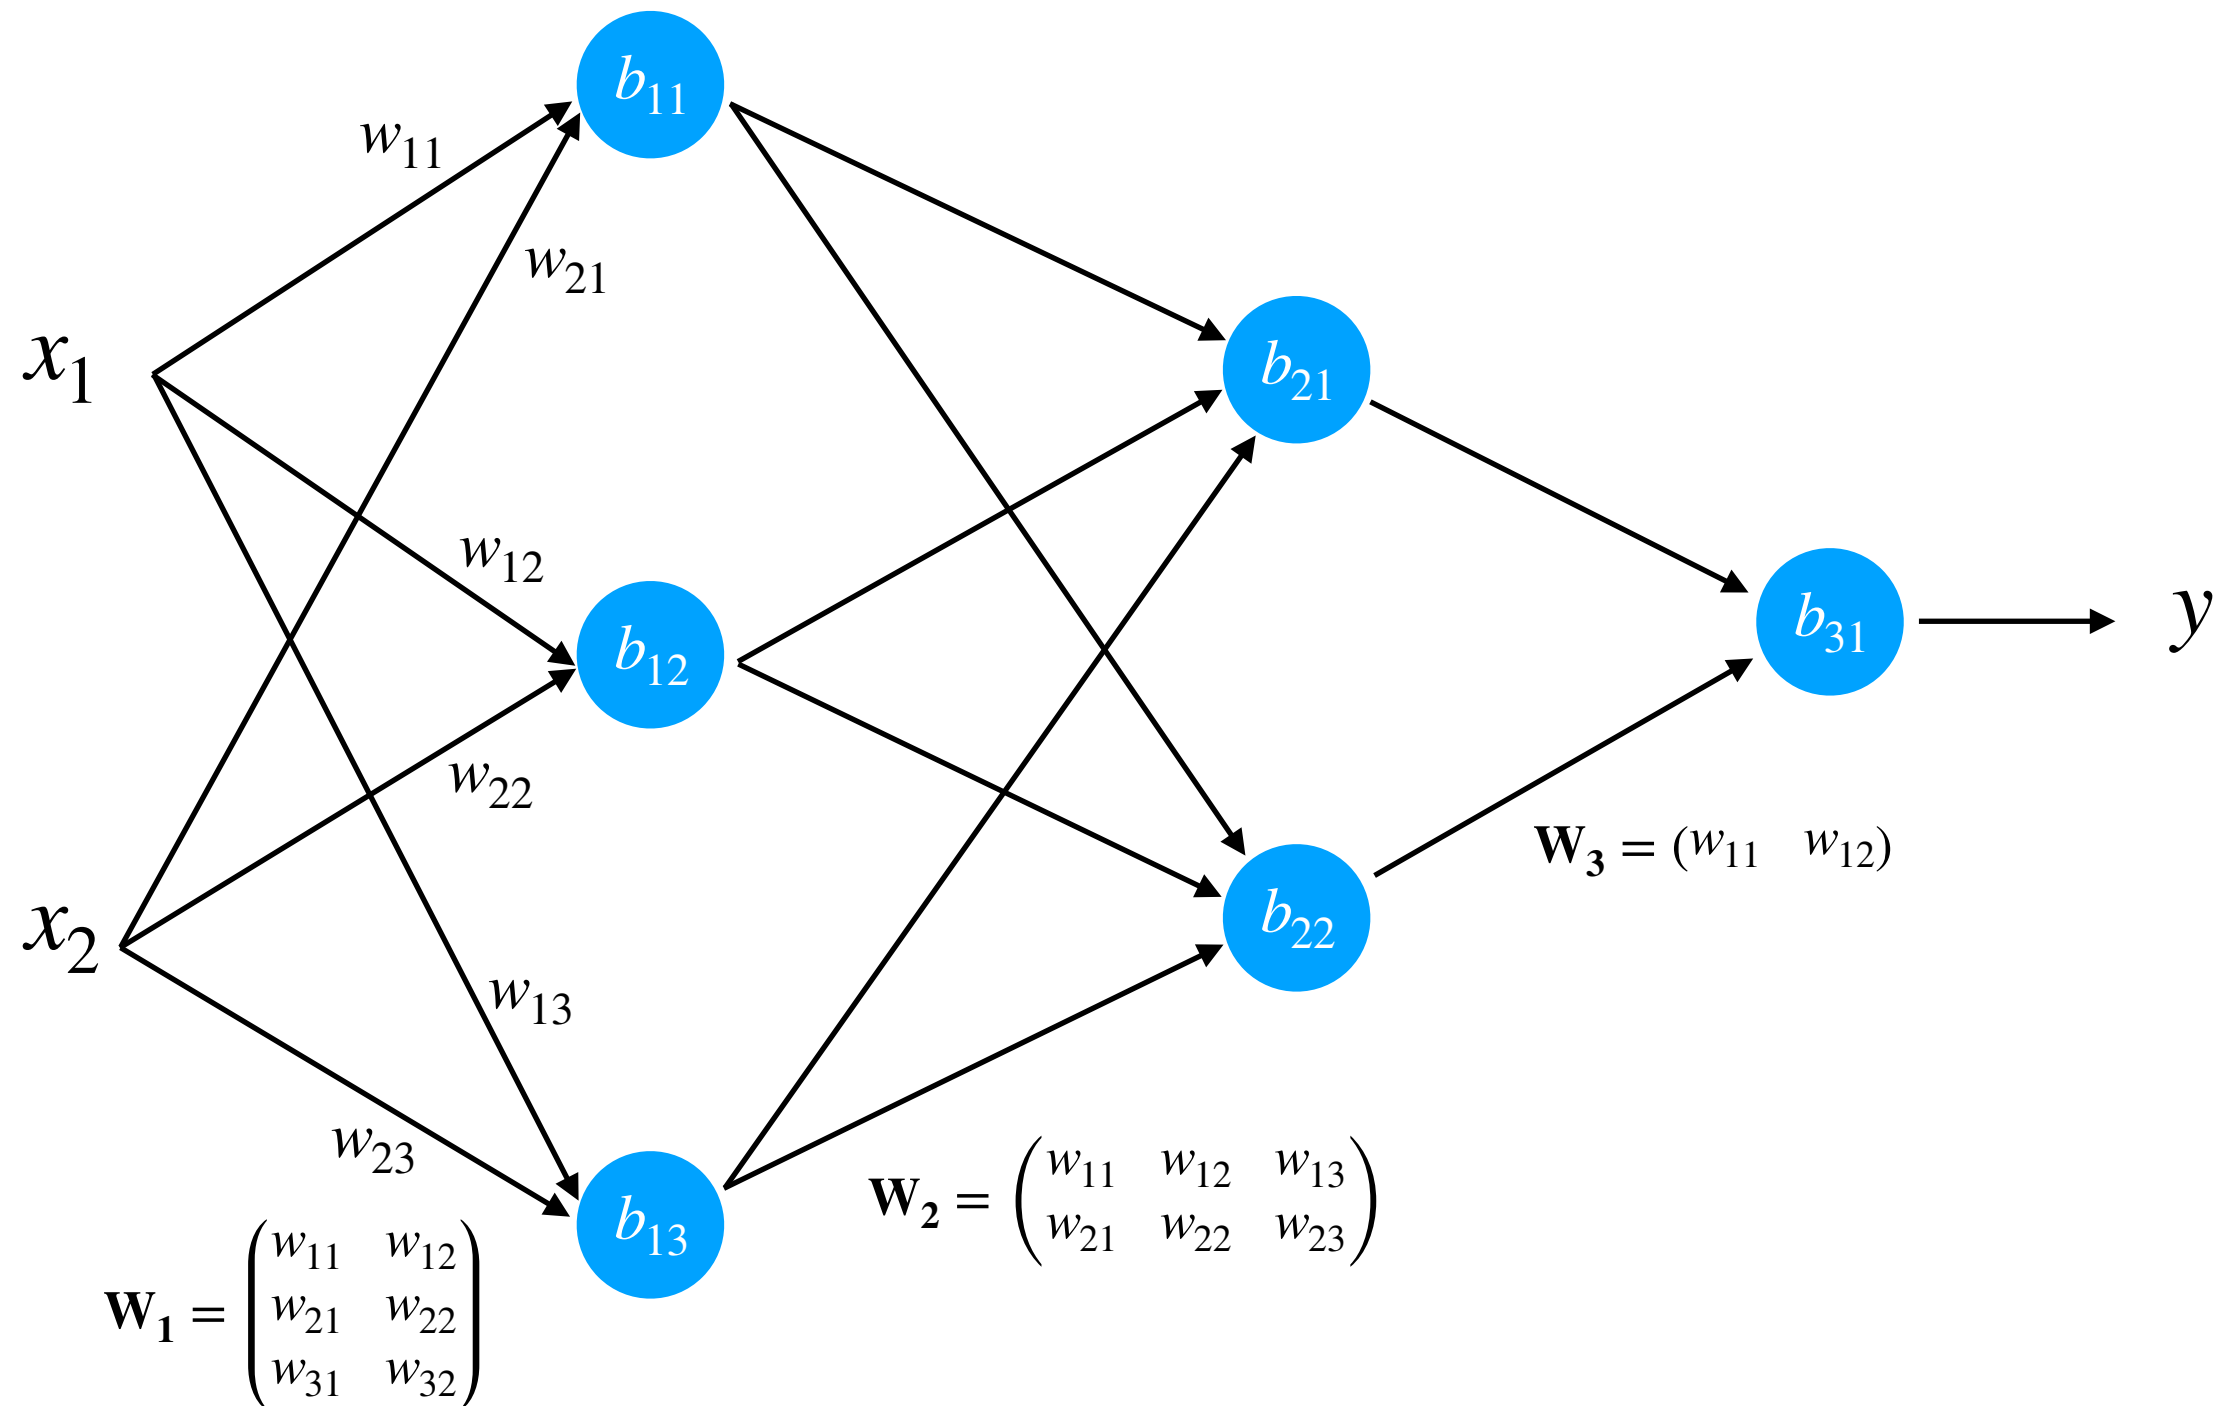 b₁₁
w₁₁
w₂₁
x₁
b₂₁
w₁₂
b₁₂
b₃₁
y
w₂₂
W₃ = (w₁₁ w₁₂)
x₂
b₂₂
w₁₃
w₂₃
b₁₃
W₂ = (w₁₁ w₁₂ w₁₃
w₂₁ w₂₂ w₂₃)
W₁ = (w₁₁ w₁₂
w₂₁ w₂₂
w₃₁ w₃₂)